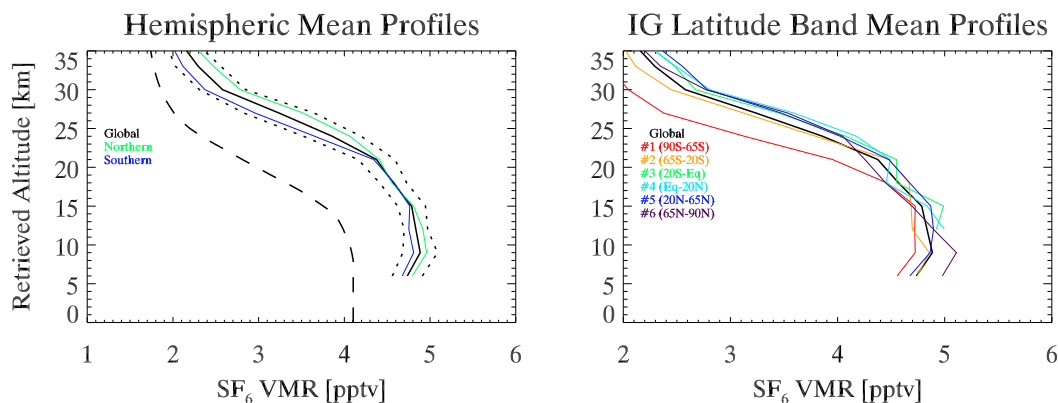 Hemispheric Mean Profiles
Retrieved Altitude [km]
35
30
25
20
15
10
5
0
Global
Northern
Southern
1 2 3 4 5 6
SF6 VMR [pptv]
IG Latitude Band Mean Profiles
35
30
25
20
15
10
5
0
Global
#1 (90S-65S)
#2 (65S-20S)
#3 (20S-Eq)
#4 (Eq-20N)
#5 (20N-65N)
#6 (65N-90N)
2 3 4 5 6
SF6 VMR [pptv]